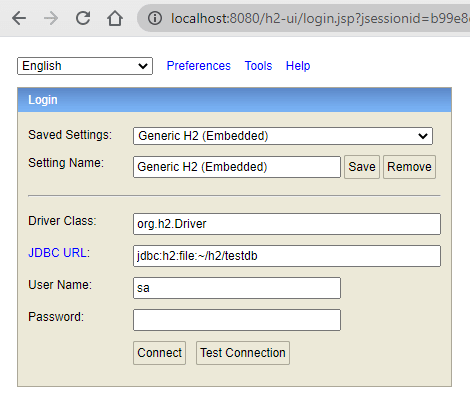 localhost:8080/h2-ui/login.jsp?jsessionid=b99e8
English Preferences Tools Help
Login
Saved Settings: Generic H2 (Embedded)
Setting Name: Generic H2 (Embedded) Save Remove
Driver Class: org.h2.Driver
JDBC URL: jdbc:h2:file:~/h2/testdb
User Name: sa
Password:
Connect Test Connection